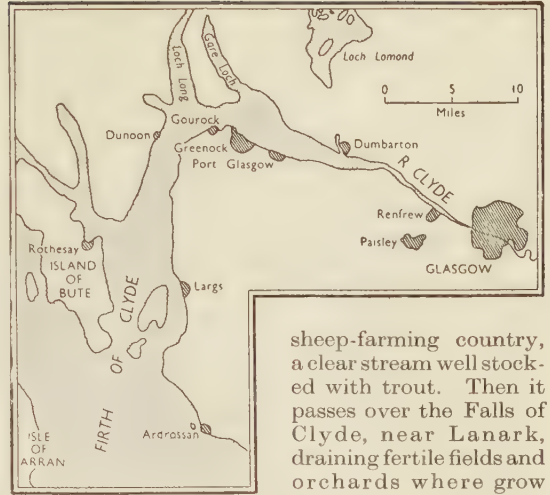 Loch Long
Gare Loch
Loch Lomond
0 5 10
Miles
Gourock
Dunoon
Greenock
Port Glasgow
Dumbarton
R CLYDE
Renfrew
Paisley
GLASGOW
Rothesay
ISLAND
OF
BUTE
Largs
FIRTH OF CLYDE
Ardrossan
ISLE
OF
ARRAN
sheep-farming country,
a clear stream well stock-
ed with trout. Then it
passes over the Falls of
Clyde, near Lanark,
draining fertile fields and
orchards where grow